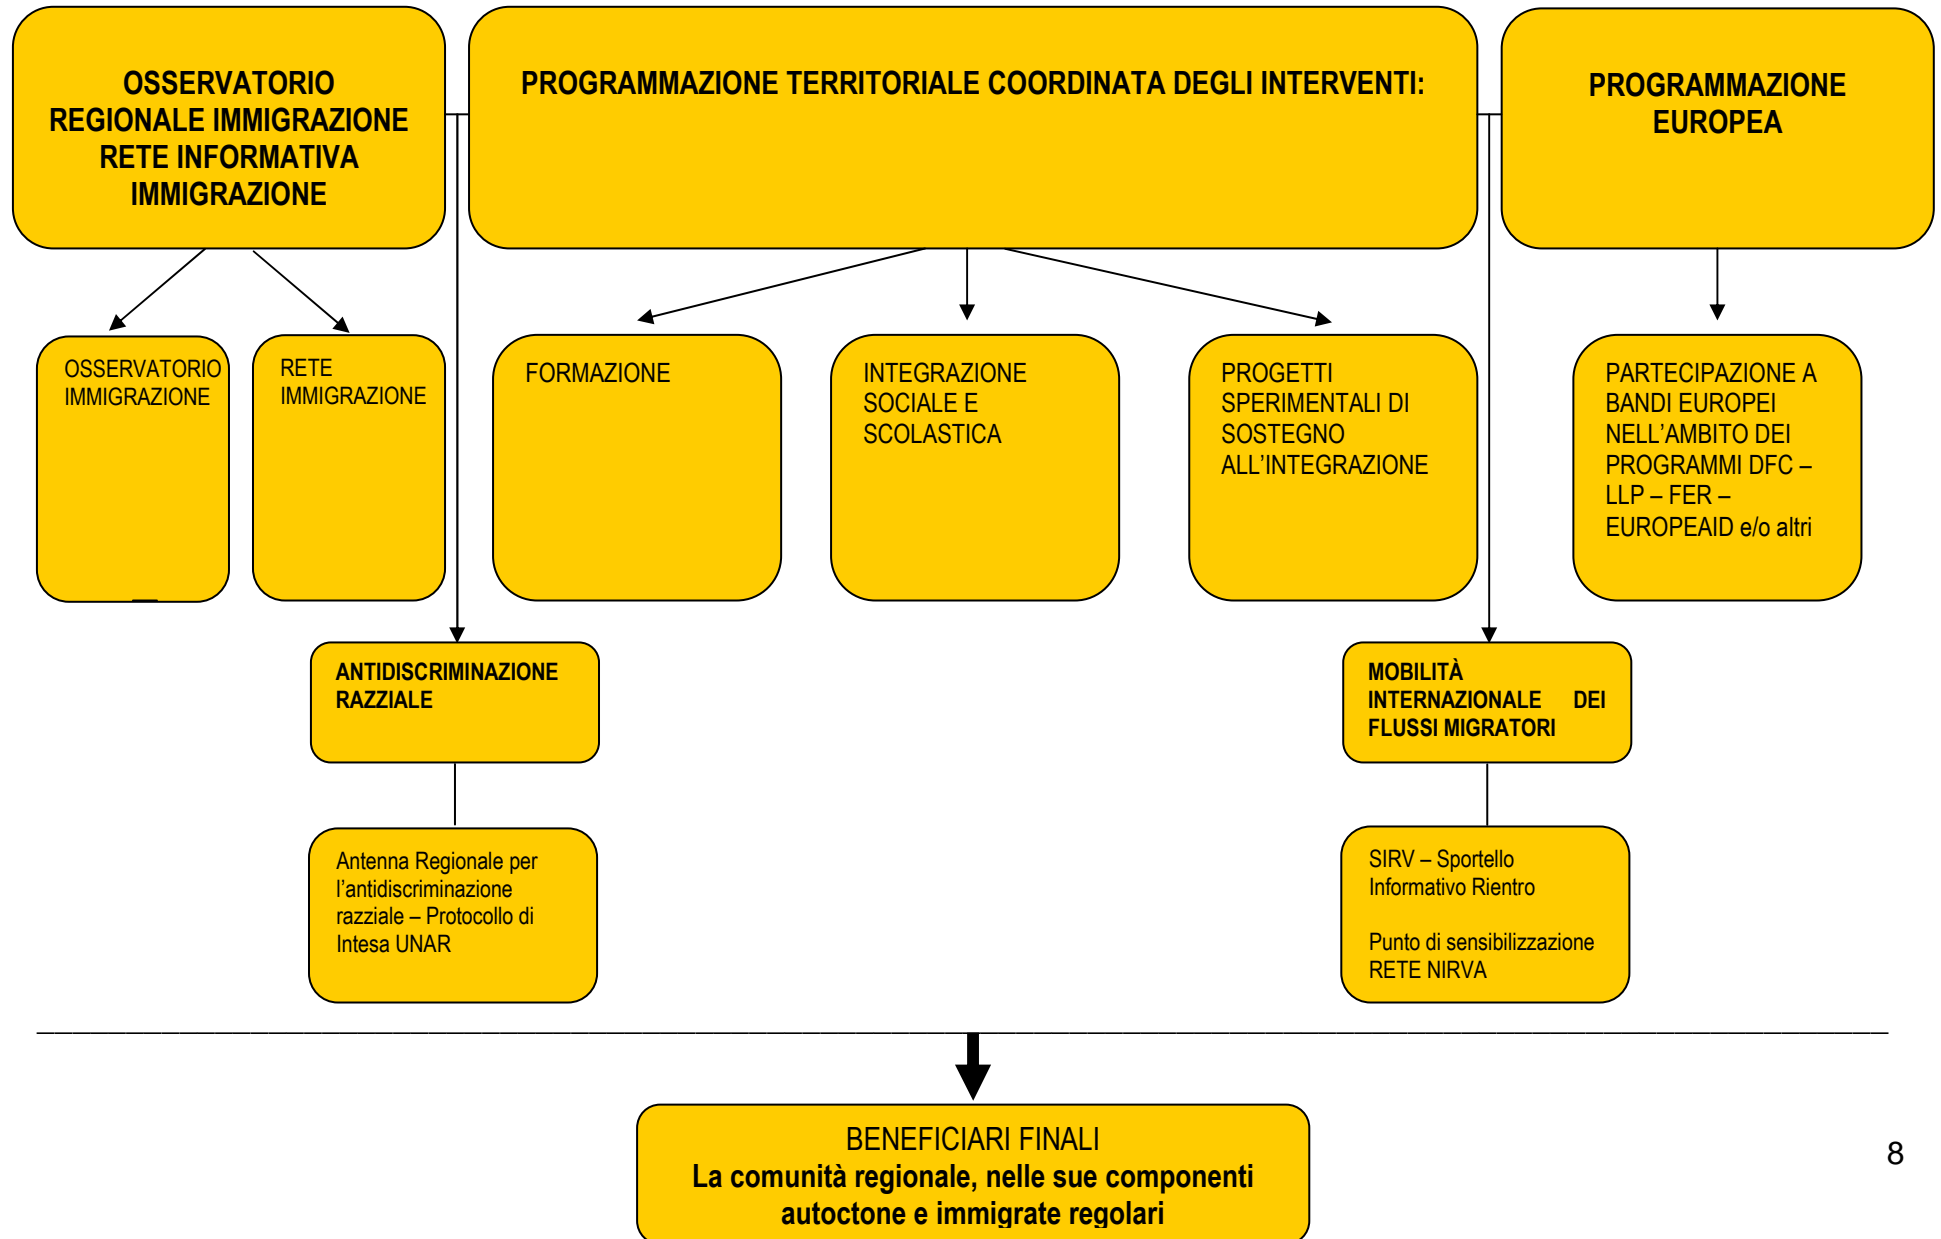 OSSERVATORIO
REGIONALE IMMIGRAZIONE
RETE INFORMATIVA
IMMIGRAZIONE
PROGRAMMAZIONE TERRITORIALE COORDINATA DEGLI INTERVENTI:
PROGRAMMAZIONE
EUROPEA
OSSERVATORIO
IMMIGRAZIONE
RETE
IMMIGRAZIONE
FORMAZIONE
INTEGRAZIONE
SOCIALE E
SCOLASTICA
PROGETTI
SPERIMENTALI DI
SOSTEGNO
ALL’INTEGRAZIONE
PARTECIPAZIONE A
BANDI EUROPEI
NELL’AMBITO DEI
PROGRAMMI DFC –
LLP – FER –
EUROPEAID e/o altri
ANTIDISCRIMINAZIONE
RAZZIALE
MOBILITÀ
INTERNAZIONALE DEI
FLUSSI MIGRATORI
Antenna Regionale per
l’antidiscriminazione
razziale – Protocollo di
Intesa UNAR
SIRV – Sportello
Informativo Rientro
Punto di sensibilizzazione
RETE NIRVA
BENEFICIARI FINALI
La comunità regionale, nelle sue componenti
autoctone e immigrate regolari
8